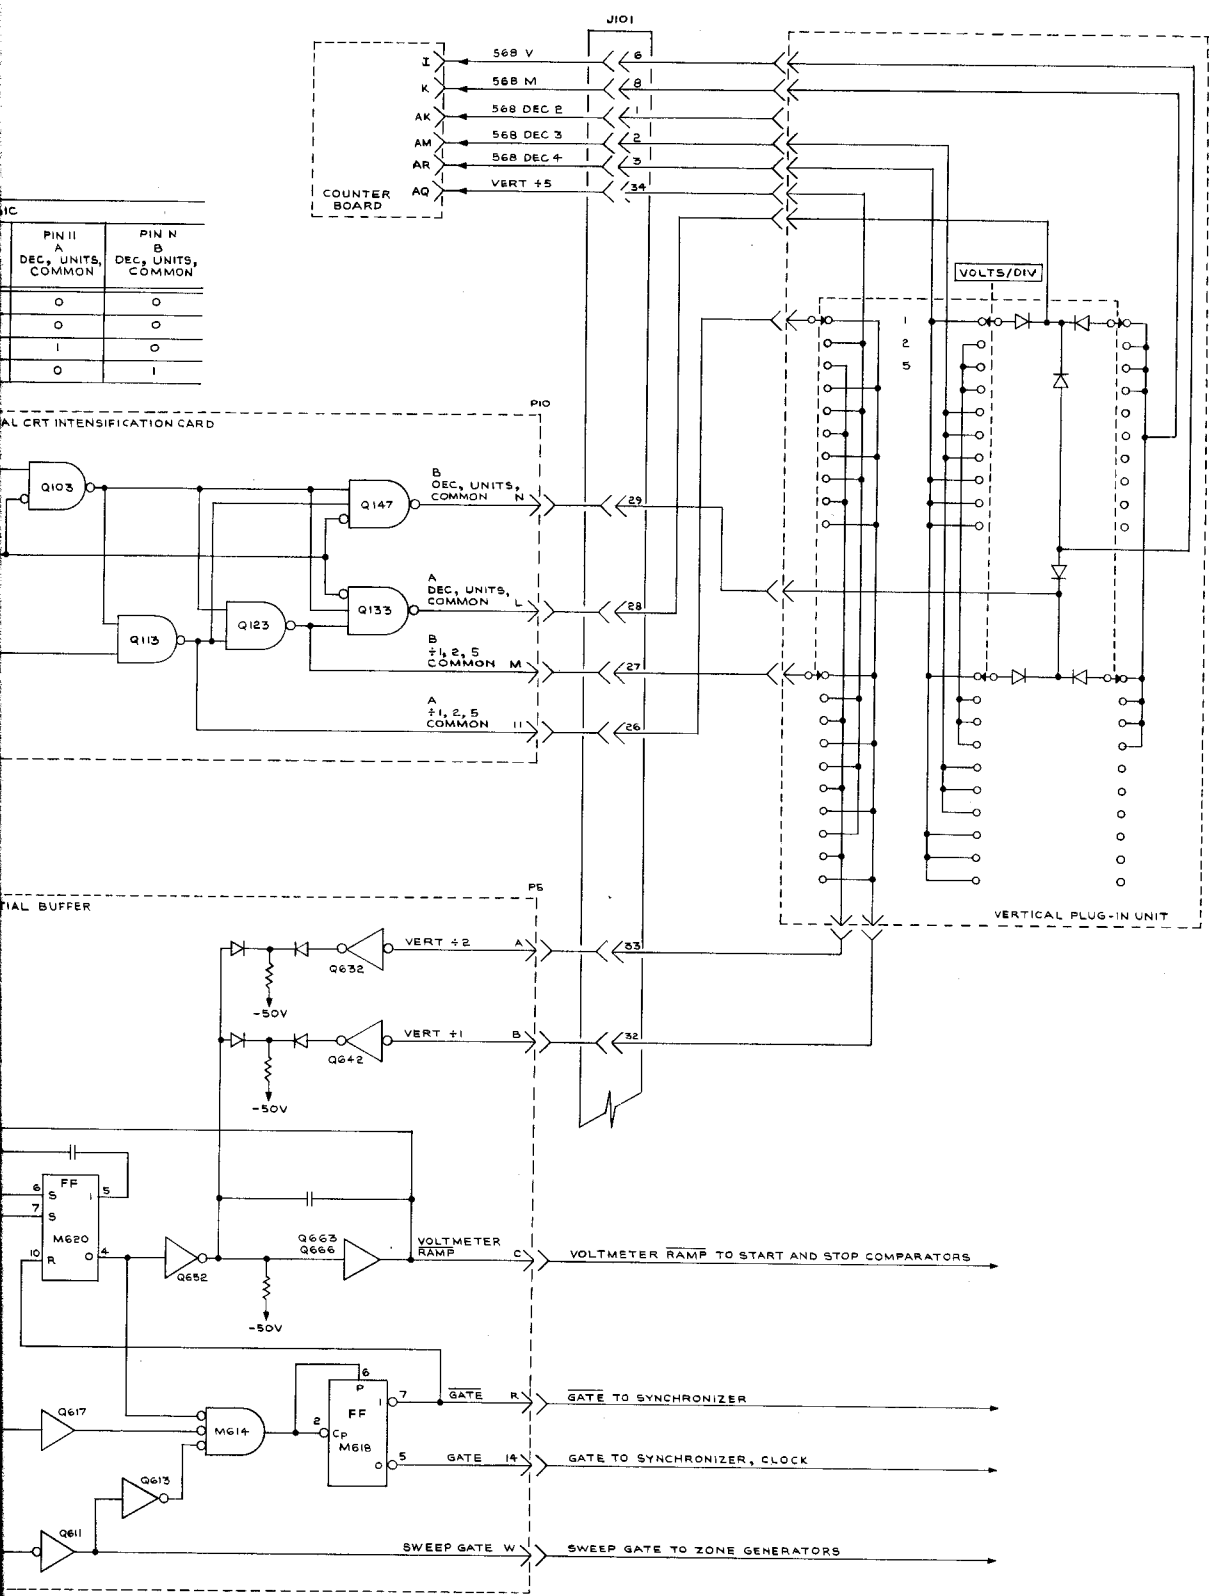 J101
I 568 V 6
K 568 M 8
AK 568 DEC 2 1
AM 568 DEC 3 2
AR 568 DEC 4 3
AQ VERT ÷5 34
COUNTER
BOARD
IC
PIN 11
A
DEC, UNITS,
COMMON
PIN N
B
DEC, UNITS,
COMMON
0 0
0 0
1 0
0 1
VOLTS/DIV
1
2
5
P10
AL CRT INTENSIFICATION CARD
Q103
Q147
B
DEC, UNITS,
COMMON N
29
Q113
Q123
Q133
A
DEC, UNITS,
COMMON L
28
B
÷1, 2, 5
COMMON M
27
A
÷1, 2, 5
COMMON 11
26
VERTICAL PLUG-IN UNIT
P5
TIAL BUFFER
Q632
VERT ÷2 A
33
-50V
Q642
VERT ÷1 B
32
-50V
FF
6 S 1 5
7 S
M620
10 R 0 4
Q652
-50V
Q663
Q666
VOLTMETER
RAMP C
VOLTMETER RAMP TO START AND STOP COMPARATORS
6
P
7
1
FF
2
CP
M618
0
5
GATE R
GATE TO SYNCHRONIZER
Q617
M614
GATE 14
GATE TO SYNCHRONIZER, CLOCK
Q613
Q611
SWEEP GATE W
SWEEP GATE TO ZONE GENERATORS